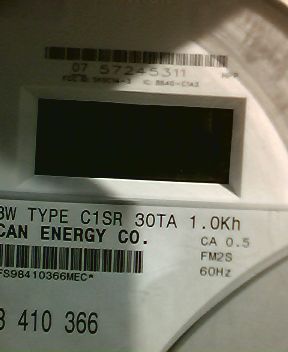 07 57245311
3W TYPE C1SR 30TA 1.0Kh
CAN ENERGY CO.
CA 0.5
FM2S
60Hz
FS98410366MEC*
8 410 366